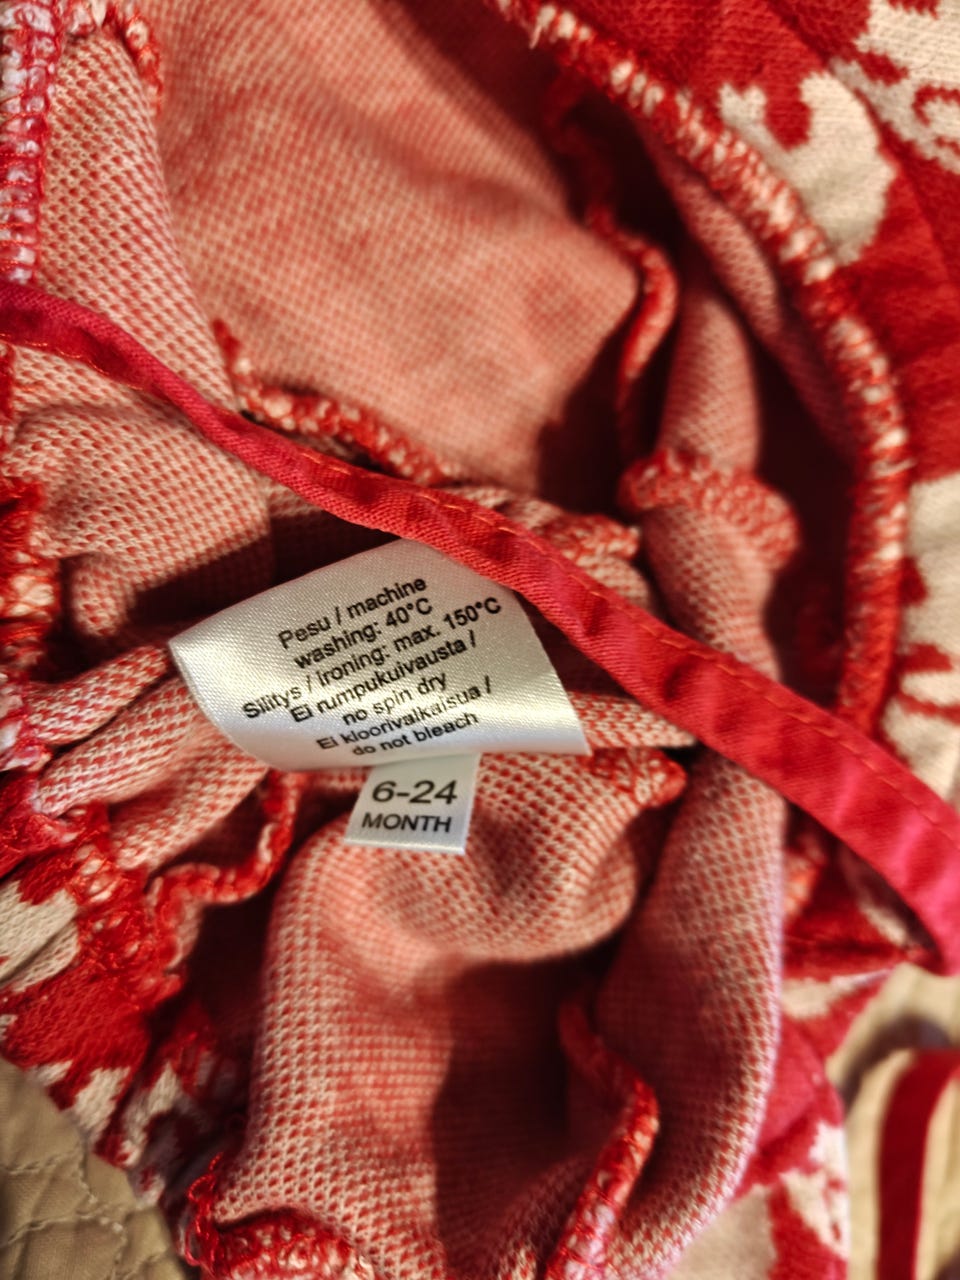 Pesu / machine
washing: 40°C
Silitys / ironing: max. 150°C
Ei rumpukuivausta /
no spin dry
Ei kloorivalkaisua /
do not bleach
6-24
MONTH